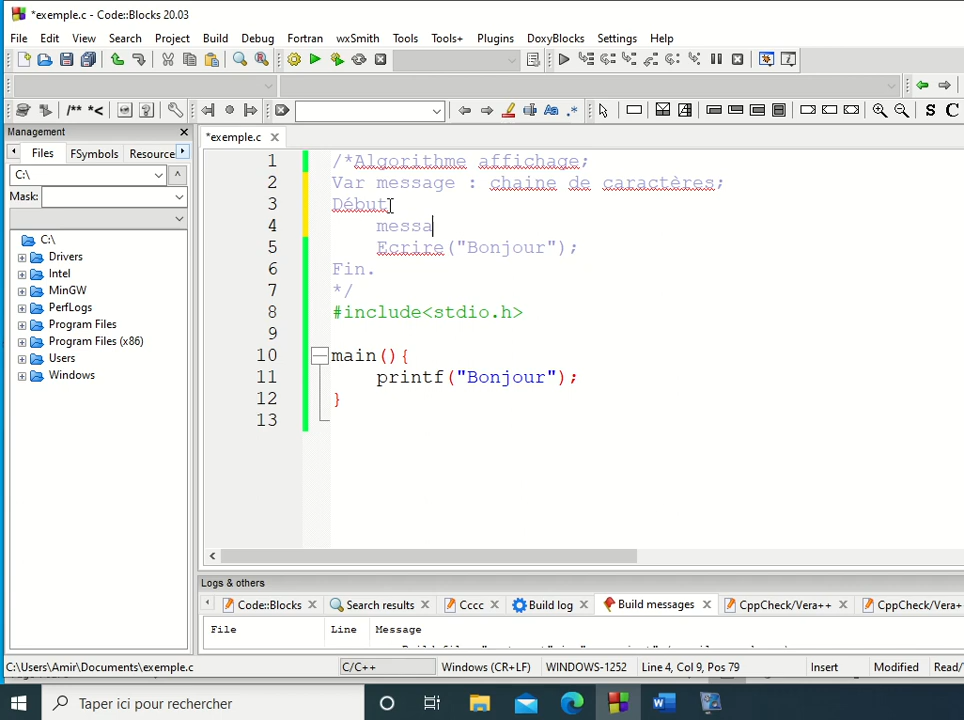 *exemple.c - Code::Blocks 20.03
File Edit View Search Project Build Debug Fortran wxSmith Tools Tools+ Plugins DoxyBlocks Settings Help
/** *<
Aa .* S C
Management
Files FSymbols Resource
C:\
Mask:
C:\
Drivers
Intel
MinGW
PerfLogs
Program Files
Program Files (x86)
Users
Windows
*exemple.c
1 /*Algorithme affichage;
2 Var message : chaine de caractères;
3 Début
4 messa
5 Ecrire("Bonjour");
6 Fin.
7 */
8 #include<stdio.h>
9
10 main(){
11 printf("Bonjour");
12 }
13
Logs & others
Code::Blocks Search results Cccc Build log Build messages CppCheck/Vera++ CppCheck/Vera+
File Line Message
C:\Users\Amir\Documents\exemple.c C/C++ Windows (CR+LF) WINDOWS-1252 Line 4, Col 9, Pos 79 Insert Modified Read/
Taper ici pour rechercher